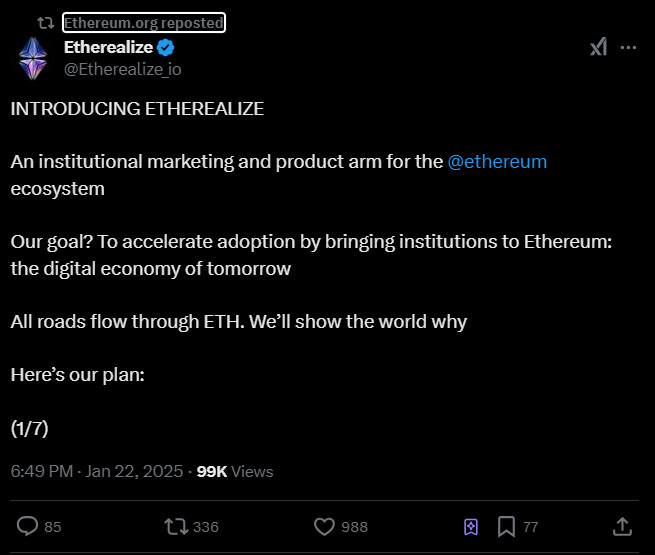 Ethereum.org reposted
Etherealize
@Etherealize_io
INTRODUCING ETHEREALIZE
An institutional marketing and product arm for the @ethereum
ecosystem
Our goal? To accelerate adoption by bringing institutions to Ethereum:
the digital economy of tomorrow
All roads flow through ETH. We’ll show the world why
Here’s our plan:
(1/7)
6:49 PM · Jan 22, 2025 · 99K Views
85 336 988 77